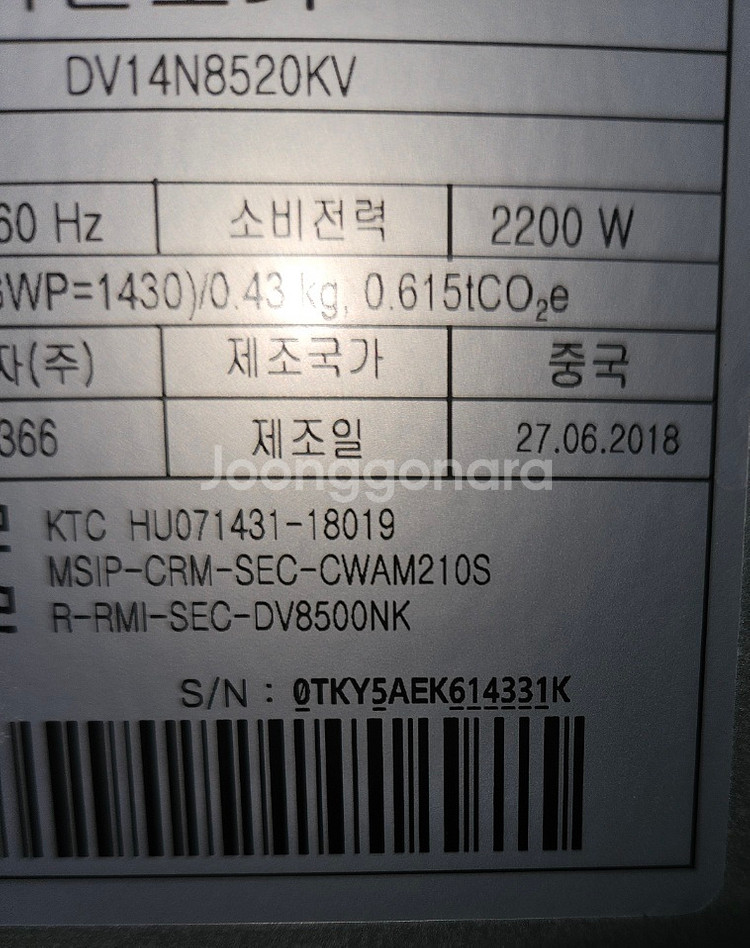 DV14N8520KV
60 Hz 소비전력 2200 W
GWP=1430)/0.43 kg, 0.615tCO₂e
자(주) 제조국가 중국
366 제조일 27.06.2018
Joonggonara
KTC HU071431-18019
MSIP-CRM-SEC-CWAM210S
R-RMI-SEC-DV8500NK
S/N : 0TKY5AEK614331K